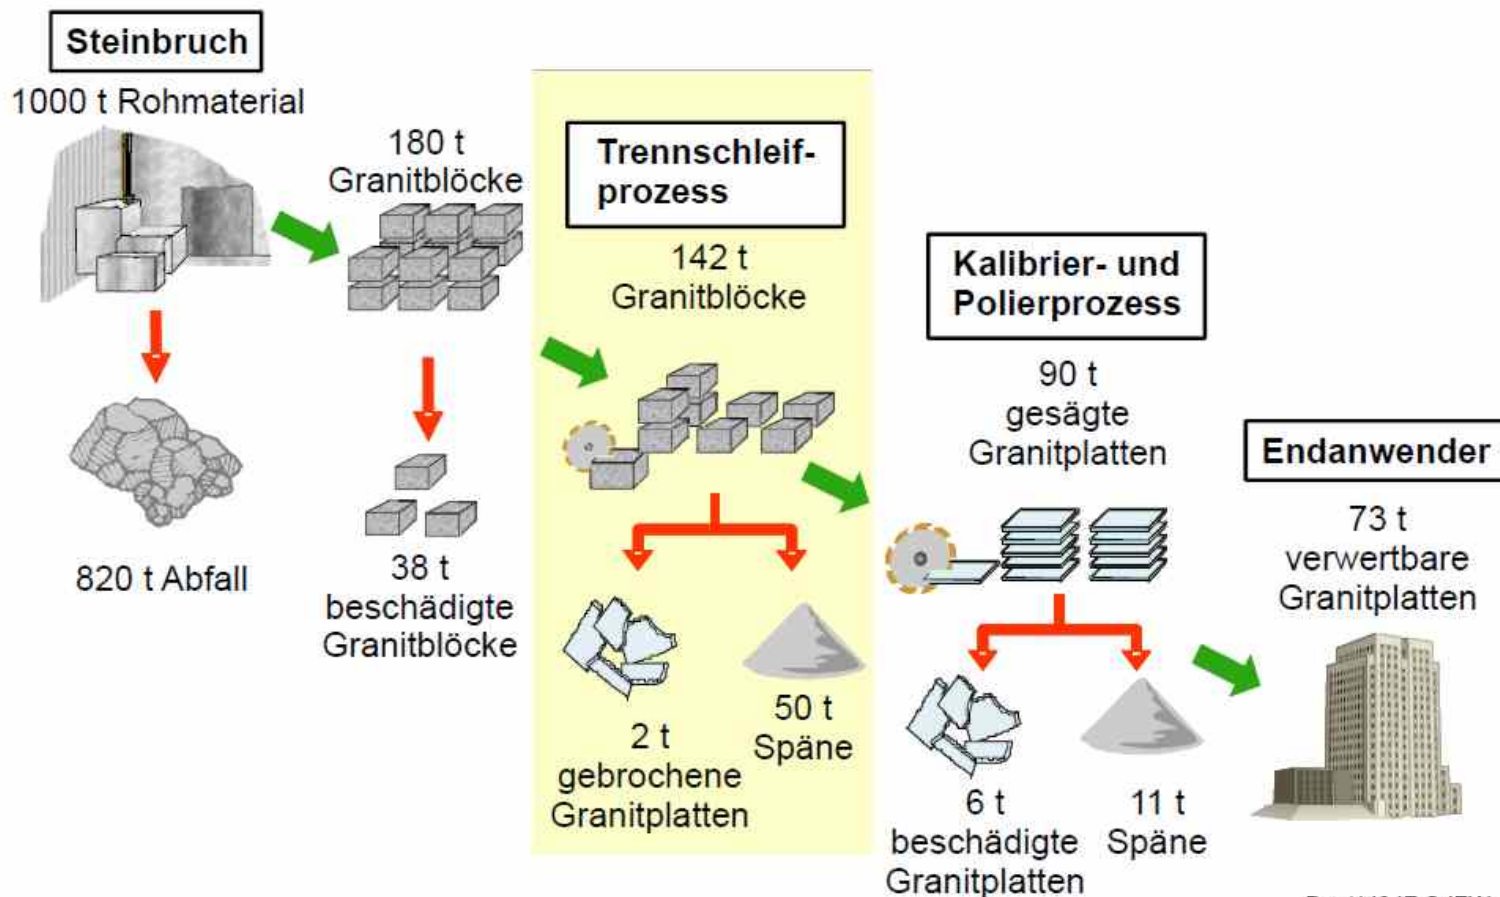 Steinbruch
1000 t Rohmaterial
820 t Abfall
180 t
Granitblöcke
38 t
beschädigte
Granitblöcke
Trennschleif-
prozess
142 t
Granitblöcke
2 t
gebrochene
Granitplatten
50 t
Späne
Kalibrier- und
Polierprozess
90 t
gesägte
Granitplatten
6 t
beschädigte
Granitplatten
11 t
Späne
Endanwender
73 t
verwertbare
Granitplatten